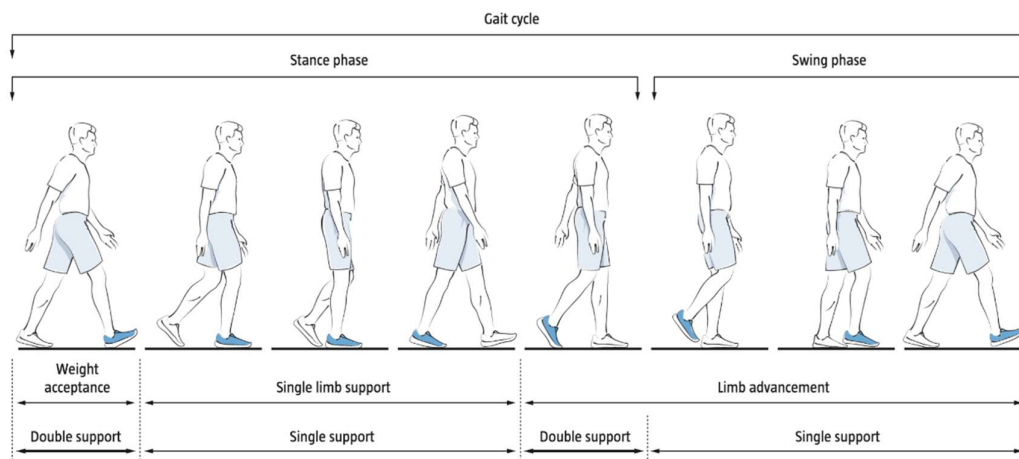 Gait cycle
Stance phase
Swing phase
Weight
acceptance
Single limb support
Limb advancement
Double support
Single support
Double support
Single support